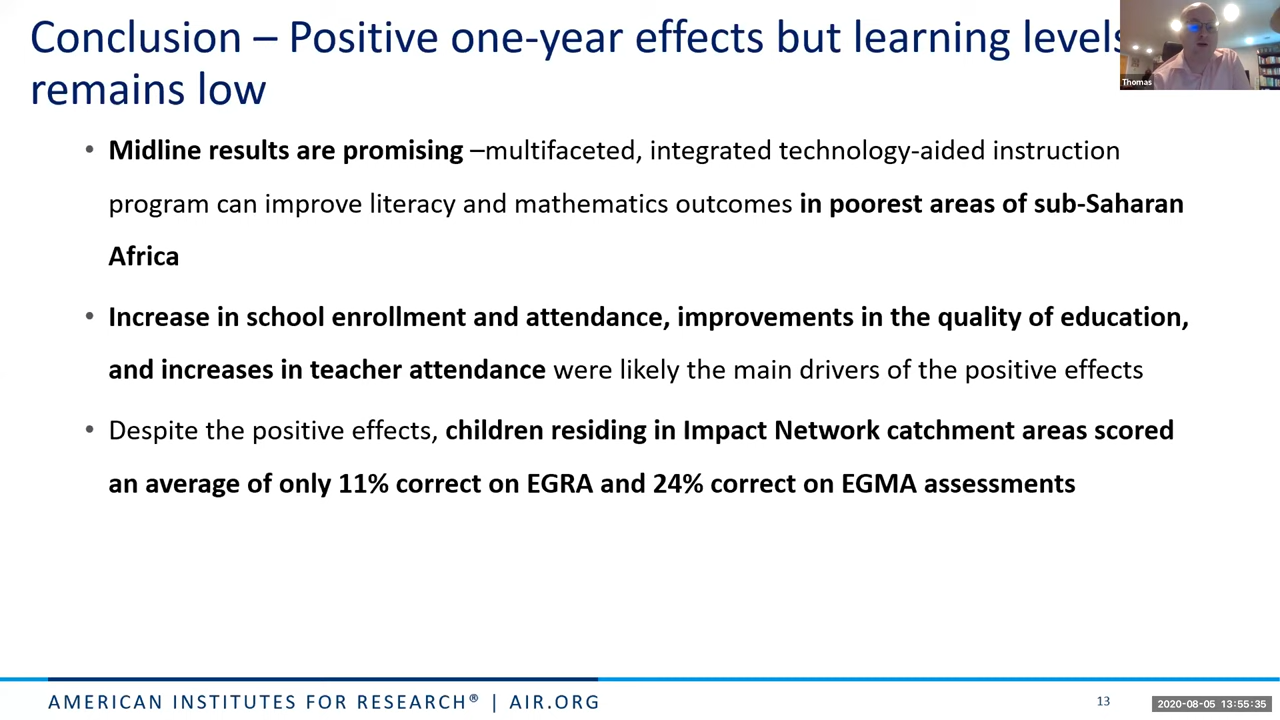 Conclusion – Positive one-year effects but learning levels
remains low
Thomas
• Midline results are promising –multifaceted, integrated technology-aided instruction
program can improve literacy and mathematics outcomes in poorest areas of sub-Saharan
Africa
• Increase in school enrollment and attendance, improvements in the quality of education,
and increases in teacher attendance were likely the main drivers of the positive effects
• Despite the positive effects, children residing in Impact Network catchment areas scored
an average of only 11% correct on EGRA and 24% correct on EGMA assessments
AMERICAN INSTITUTES FOR RESEARCH® | AIR.ORG
13
2020-08-05 13:55:35